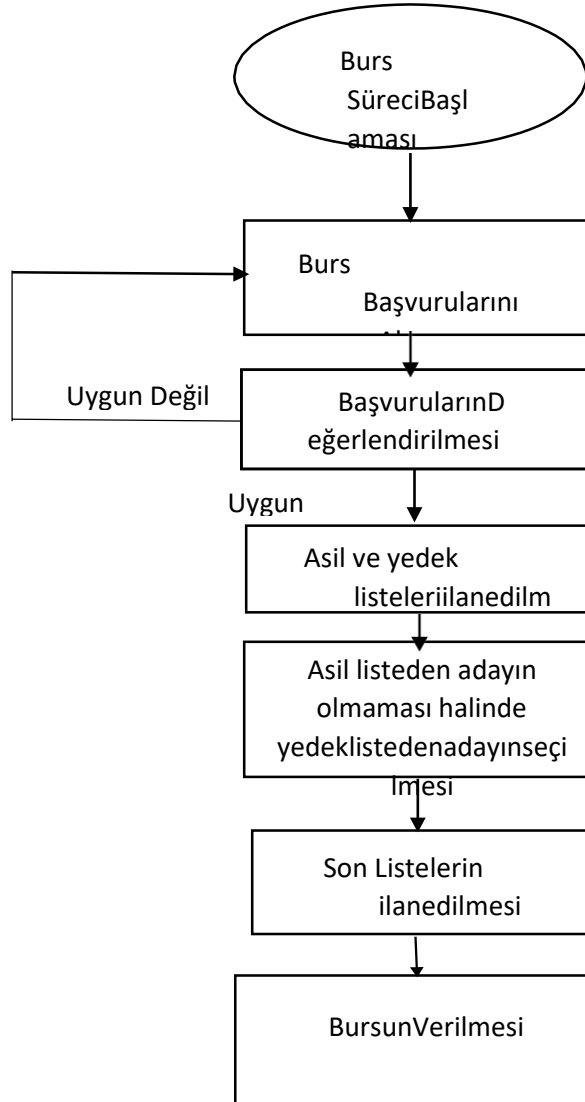 Burs
SüreciBaşl
aması
Burs
Başvurularını
Uygun Değil
BaşvurularınD
eğerlendirilmesi
Uygun
Asil ve yedek
listeleriilanedilm
Asil listeden adayın
olmaması halinde
yedeklistedenadayınseçi
lmesi
Son Listelerin
ilanedilmesi
BursunVerilmesi